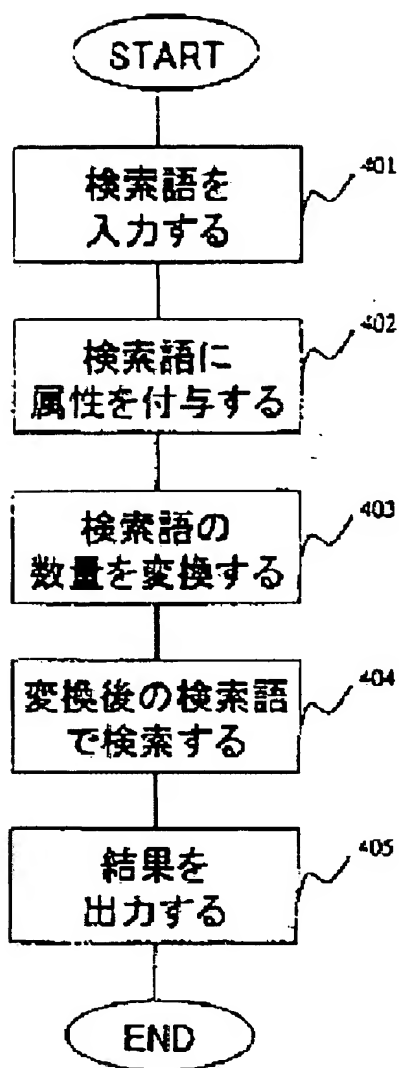 START
検索語を
入力する
401
検索語に
属性を付与する
402
検索語の
数量を変換する
403
変換後の検索語
で検索する
404
結果を
出力する
405
END